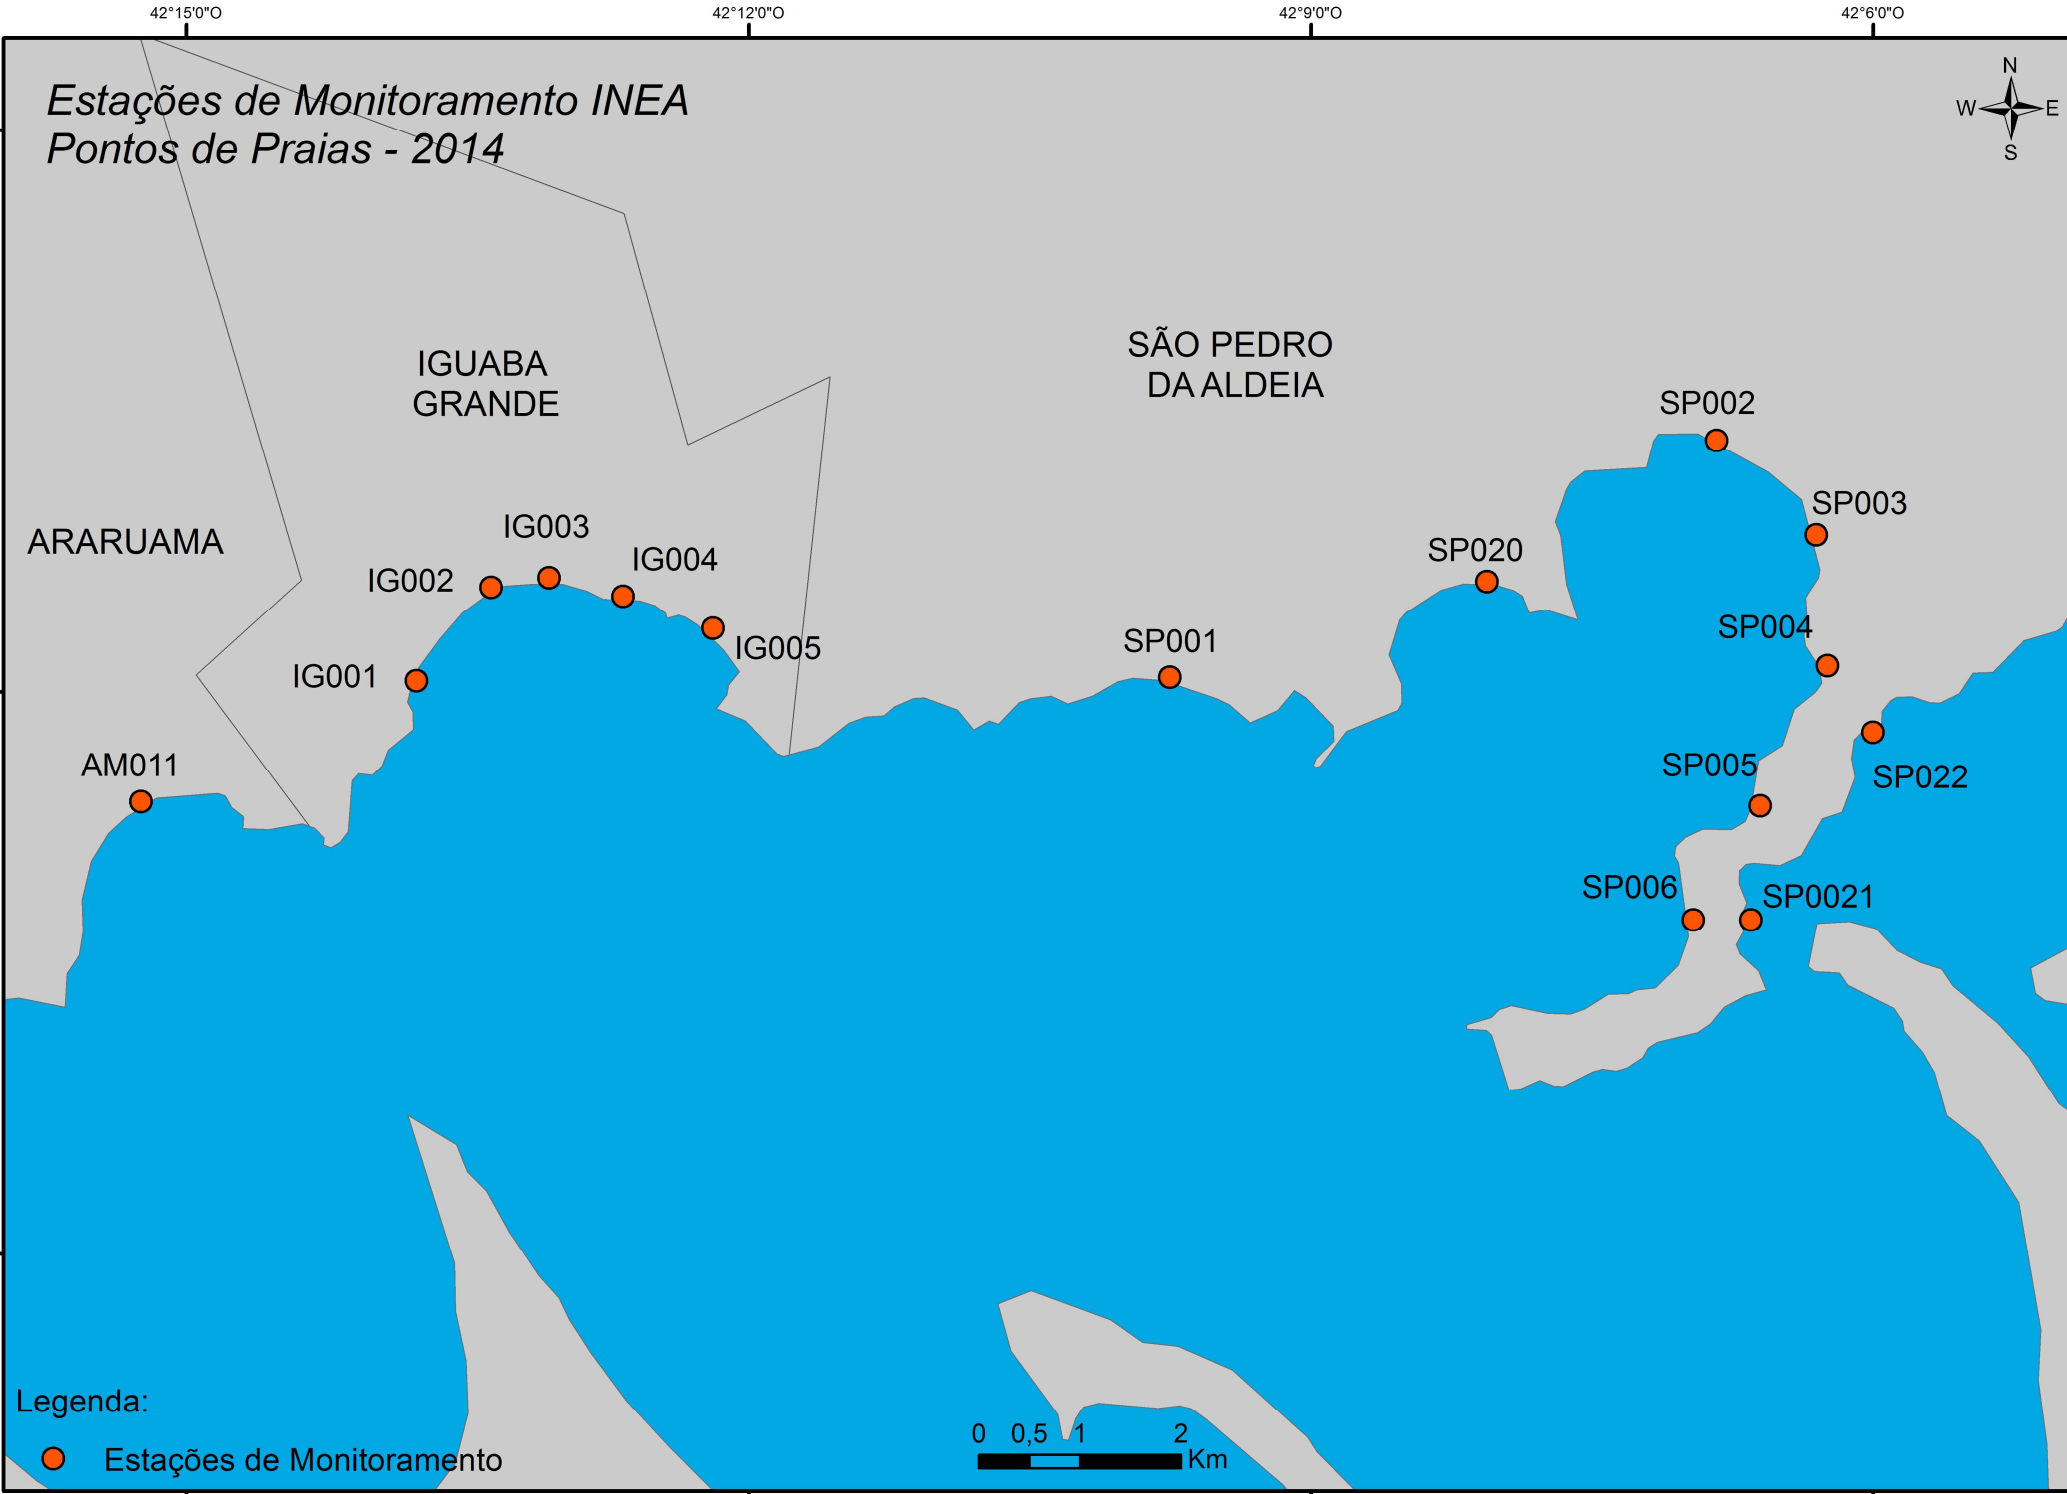 42°15'0"O
42°12'0"O
42°9'0"O
42°6'0"O
Estações de Monitoramento INEA
Pontos de Praias - 2014
N
W
E
S
IGUABA
GRANDE
SÃO PEDRO
DA ALDEIA
ARARUAMA
SP002
SP003
IG003
IG004
IG002
SP020
SP004
SP001
IG005
IG001
AM011
SP005
SP022
SP006
SP0021
Legenda:
Estações de Monitoramento
0 0,5 1 2
Km